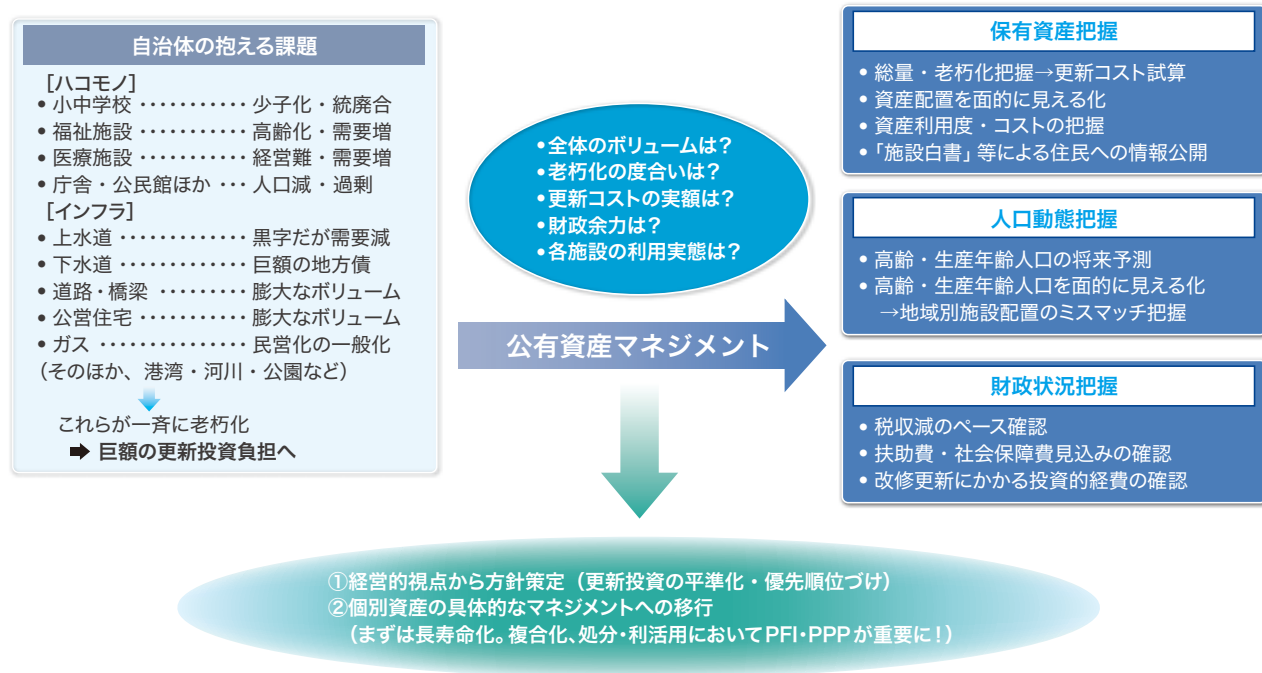 自治体の抱える課題
［ハコモノ］
• 小中学校 ・・・・・・・・・・・ 少子化・統廃合
• 福祉施設 ・・・・・・・・・・・ 高齢化・需要増
• 医療施設 ・・・・・・・・・・・ 経営難・需要増
• 庁舎・公民館ほか ・・・ 人口減・過剰
［インフラ］
• 上水道 ・・・・・・・・・・・・・ 黒字だが需要減
• 下水道 ・・・・・・・・・・・・・ 巨額の地方債
• 道路・橋梁 ・・・・・・・・・ 膨大なボリューム
• 公営住宅 ・・・・・・・・・・・ 膨大なボリューム
• ガス ・・・・・・・・・・・・・・・ 民営化の一般化
（そのほか、港湾・河川・公園など）
これらが一斉に老朽化
➡ 巨額の更新投資負担へ
•全体のボリュームは？
•老朽化の度合いは？
•更新コストの実額は？
•財政余力は？
•各施設の利用実態は？
公有資産マネジメント
保有資産把握
• 総量・老朽化把握→更新コスト試算
• 資産配置を面的に見える化
• 資産利用度・コストの把握
• 「施設白書」等による住民への情報公開
人口動態把握
• 高齢・生産年齢人口の将来予測
• 高齢・生産年齢人口を面的に見える化
→地域別施設配置のミスマッチ把握
財政状況把握
• 税収減のペース確認
• 扶助費・社会保障費見込みの確認
• 改修更新にかかる投資的経費の確認
①経営的視点から方針策定（更新投資の平準化・優先順位づけ）
②個別資産の具体的なマネジメントへの移行
（まずは長寿命化。複合化、処分・利活用においてPFI・PPPが重要に！）